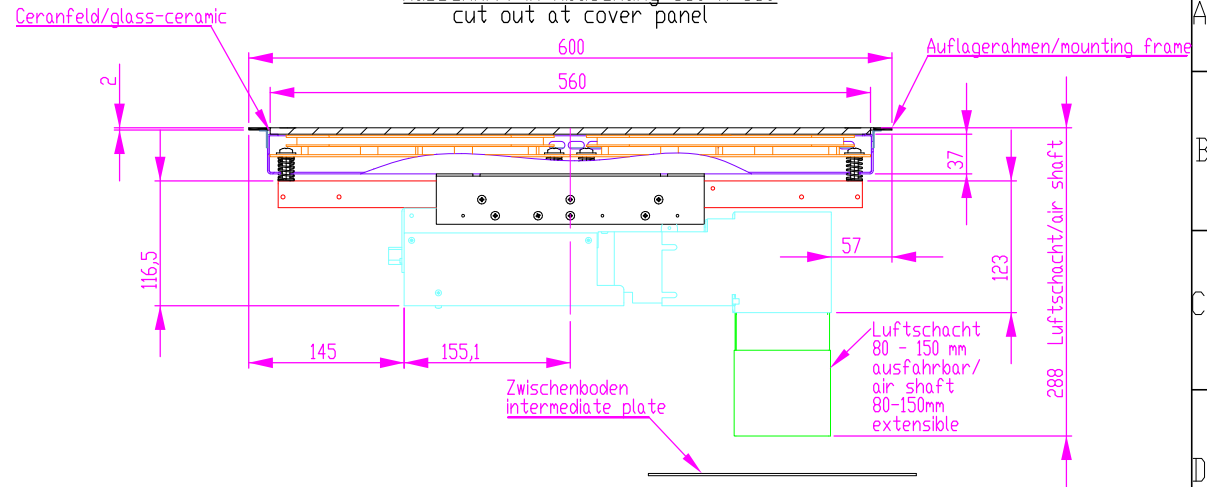 cut out at cover panel
Ceranfeld/glass-ceramic
Auflagerahmen/mounting frame
600
560
2
37
57
116,5
123
288 Luftschacht/air shaft
145
155,1
Luftschacht
80 - 150 mm
ausfahrbar/
air shaft
80-150mm
extensible
Zwischenboden
intermediate plate
A
B
C
D